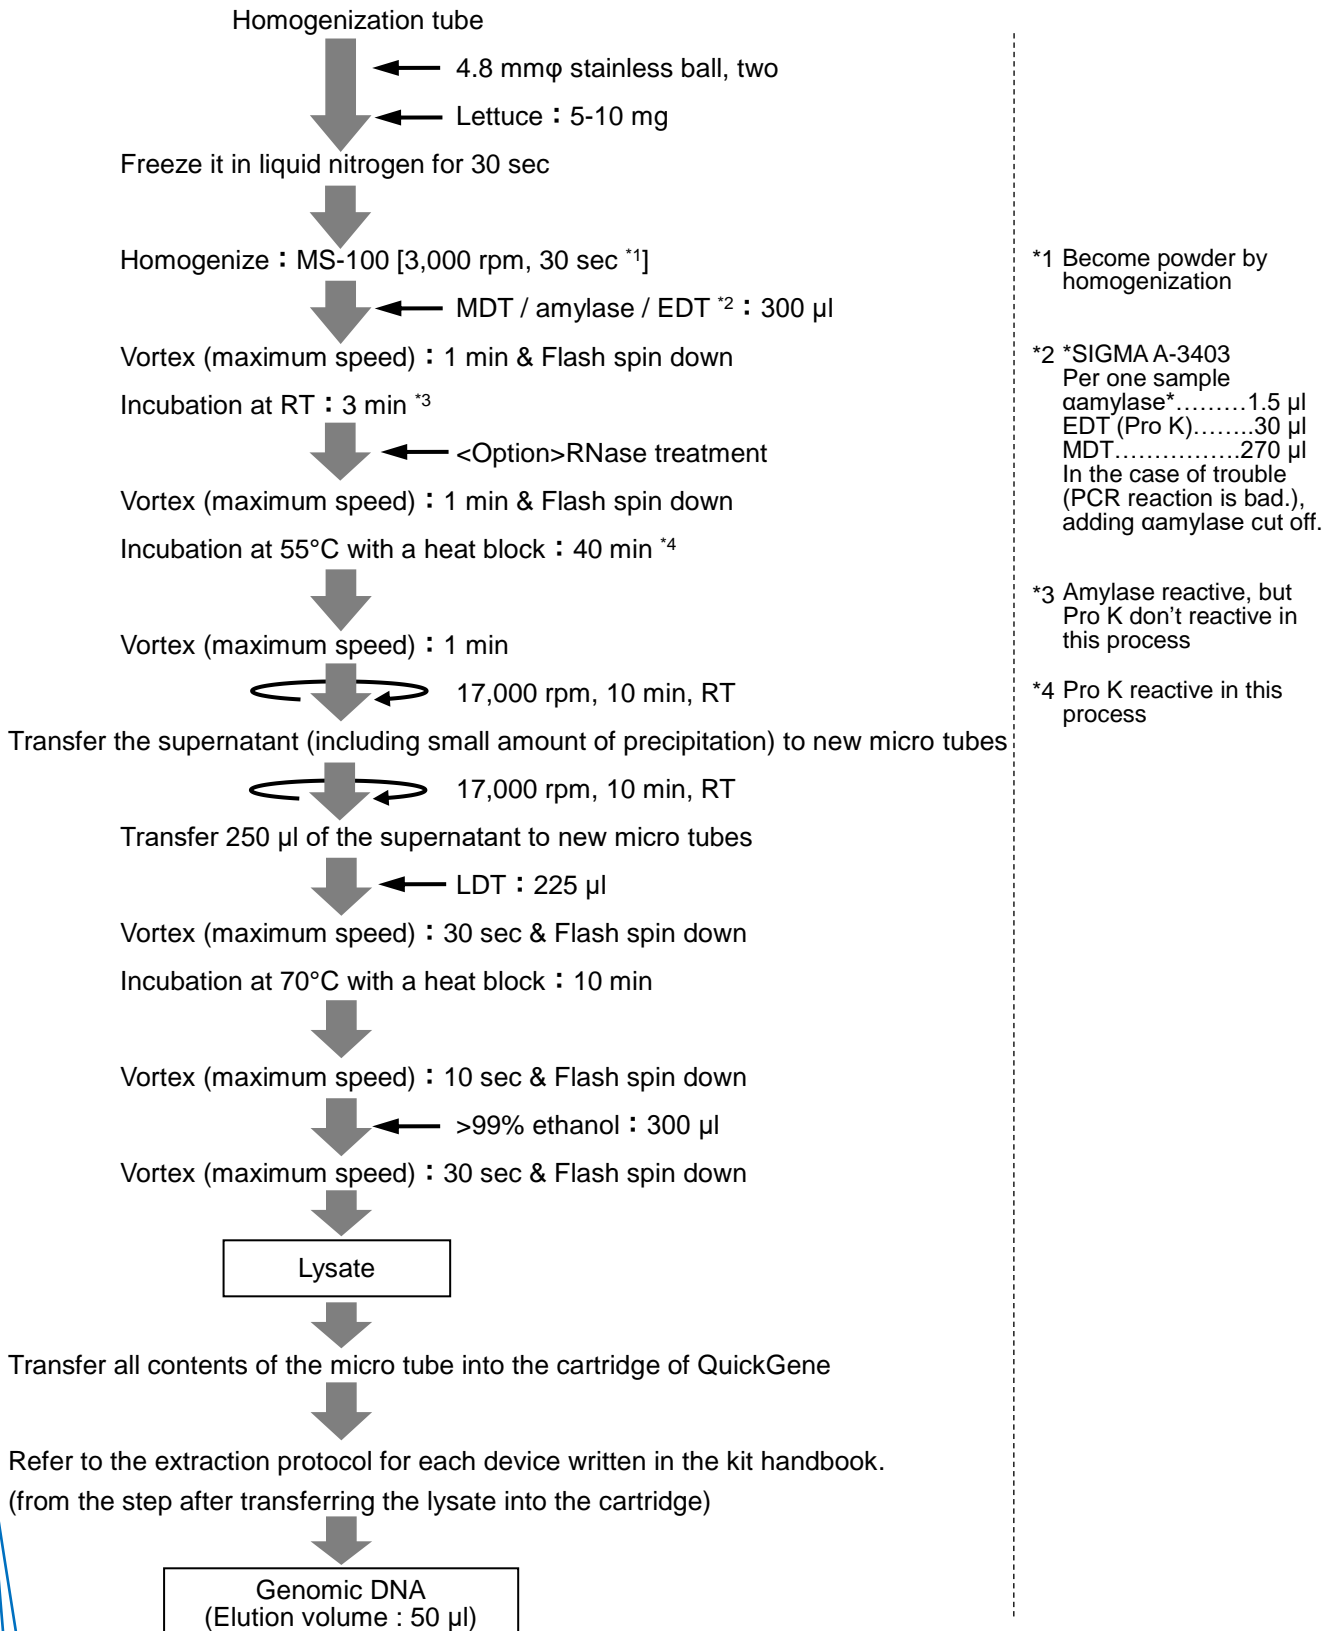 Homogenization tube
4.8 mmφ stainless ball, two
Lettuce：5-10 mg
Freeze it in liquid nitrogen for 30 sec
Homogenize：MS-100 [3,000 rpm, 30 sec *1]
MDT / amylase / EDT *2：300 μl
Vortex (maximum speed)：1 min & Flash spin down
Incubation at RT：3 min *3
<Option>RNase treatment
Vortex (maximum speed)：1 min & Flash spin down
Incubation at 55°C with a heat block：40 min *4
Vortex (maximum speed)：1 min
17,000 rpm, 10 min, RT
Transfer the supernatant (including small amount of precipitation) to new micro tubes
17,000 rpm, 10 min, RT
Transfer 250 μl of the supernatant to new micro tubes
LDT：225 μl
Vortex (maximum speed)：30 sec & Flash spin down
Incubation at 70°C with a heat block：10 min
Vortex (maximum speed)：10 sec & Flash spin down
>99% ethanol：300 μl
Vortex (maximum speed)：30 sec & Flash spin down
Lysate
Transfer all contents of the micro tube into the cartridge of QuickGene
Refer to the extraction protocol for each device written in the kit handbook.
(from the step after transferring the lysate into the cartridge)
Genomic DNA
(Elution volume : 50 μl)
*1 Become powder by
homogenization
*2 *SIGMA A-3403
Per one sample
αamylase*………1.5 μl
EDT (Pro K)……..30 μl
MDT…………….270 μl
In the case of trouble
(PCR reaction is bad.),
adding αamylase cut off.
*3 Amylase reactive, but
Pro K don't reactive in
this process
*4 Pro K reactive in this
process